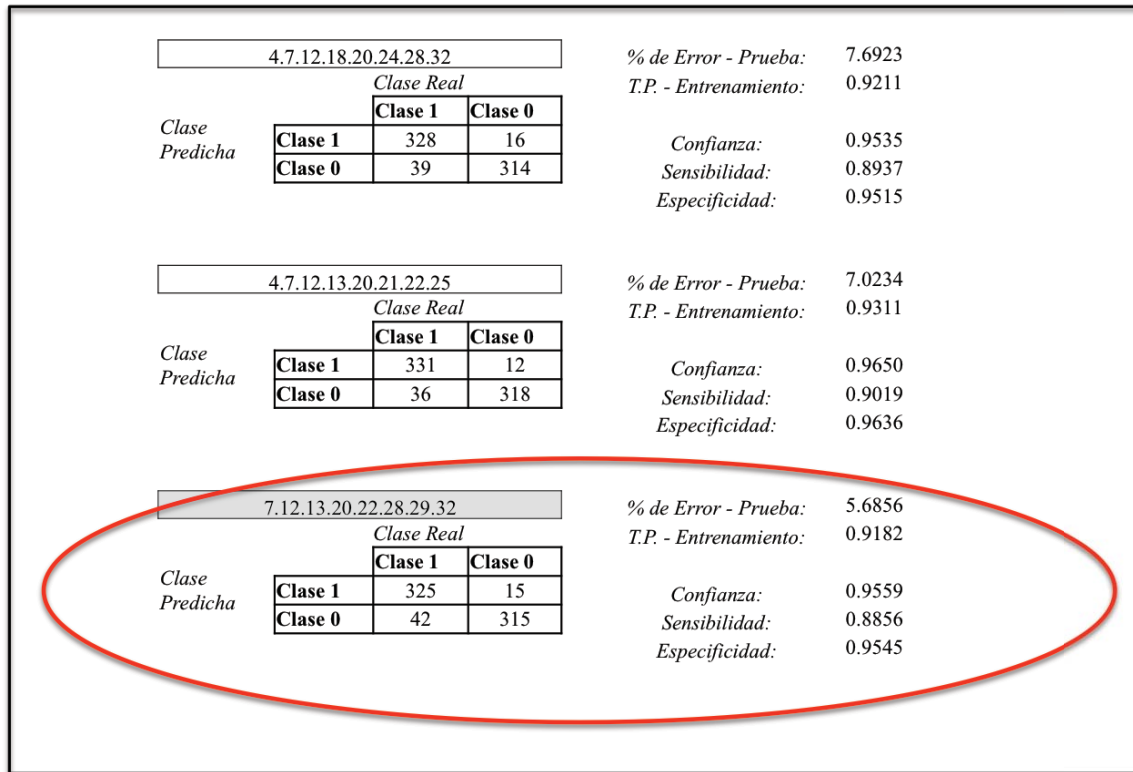 4.7.12.18.20.24.28.32 % de Error - Prueba: 7.6923
Clase Real T.P. - Entrenamiento: 0.9211
Clase 1 Clase 0
Clase Predicha
Clase 1 328 16 Confianza: 0.9535
Clase 0 39 314 Sensibilidad: 0.8937
Especificidad: 0.9515
4.7.12.13.20.21.22.25 % de Error - Prueba: 7.0234
Clase Real T.P. - Entrenamiento: 0.9311
Clase 1 Clase 0
Clase Predicha
Clase 1 331 12 Confianza: 0.9650
Clase 0 36 318 Sensibilidad: 0.9019
Especificidad: 0.9636
7.12.13.20.22.28.29.32 % de Error - Prueba: 5.6856
Clase Real T.P. - Entrenamiento: 0.9182
Clase 1 Clase 0
Clase Predicha
Clase 1 325 15 Confianza: 0.9559
Clase 0 42 315 Sensibilidad: 0.8856
Especificidad: 0.9545